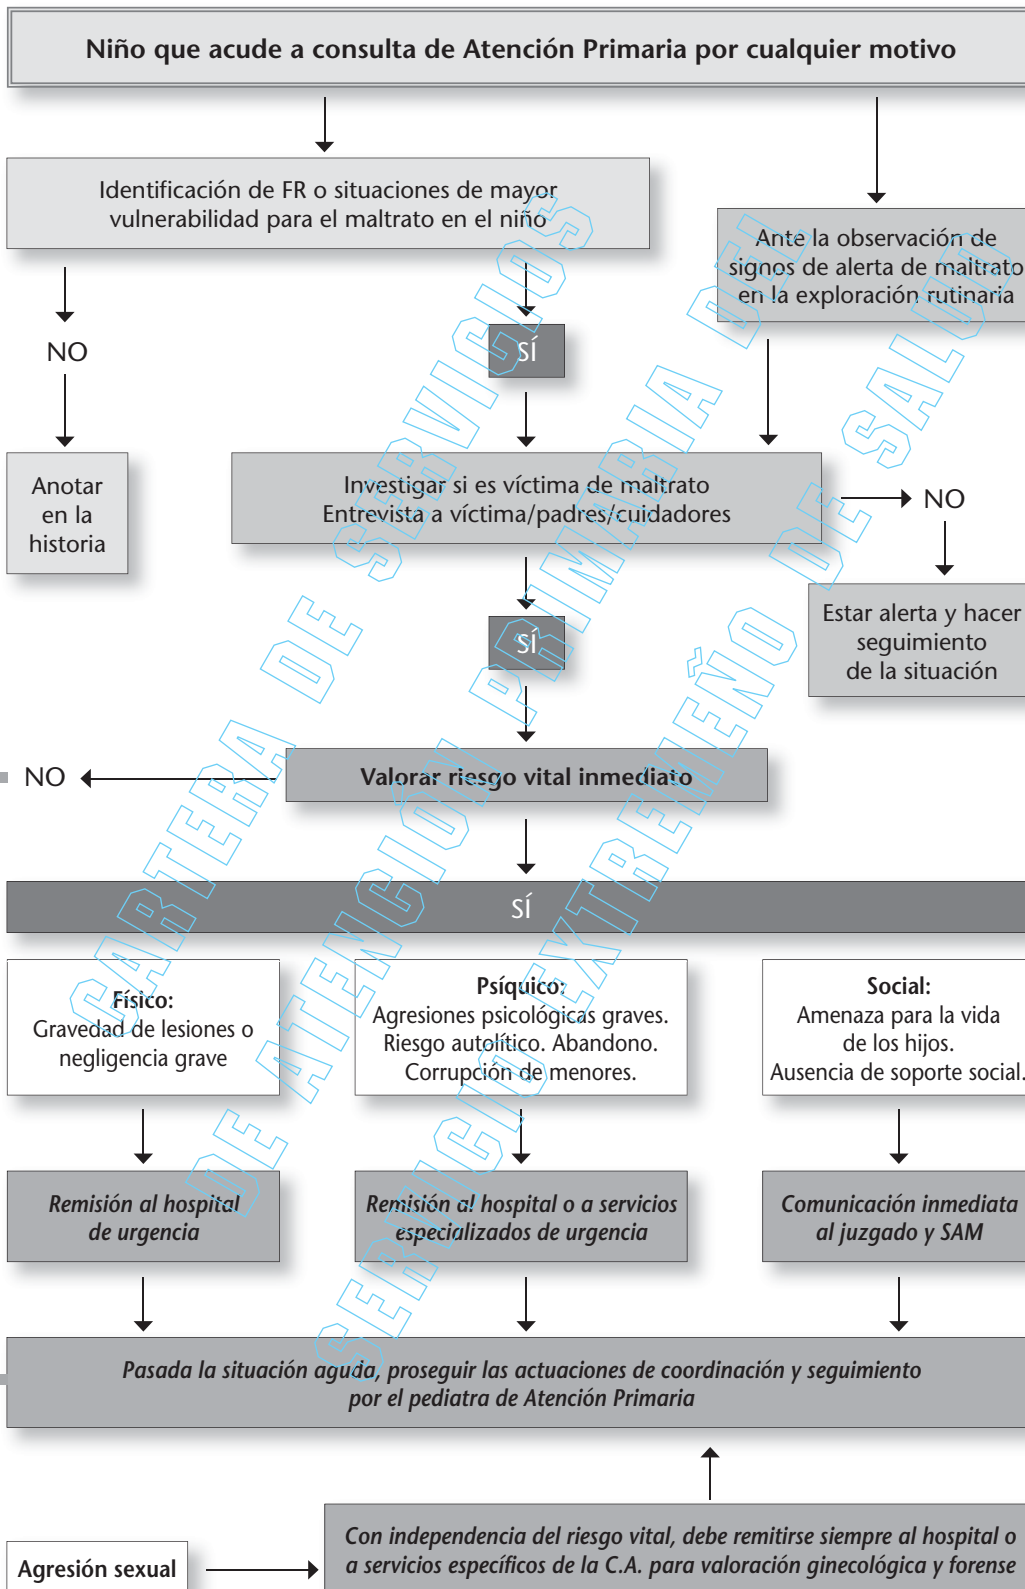 Niño que acude a consulta de Atención Primaria por cualquier motivo
Identificación de FR o situaciones de mayor
vulnerabilidad para el maltrato en el niño
Ante la observación de
signos de alerta de maltrato
en la exploración rutinaria
NO
SÍ
Anotar
en la
historia
Investigar si es víctima de maltrato
Entrevista a víctima/padres/cuidadores
NO
SÍ
Estar alerta y hacer
seguimiento
de la situación
NO
Valorar riesgo vital inmediato
SÍ
Físico:
Gravedad de lesiones o
negligencia grave
Psíquico:
Agresiones psicológicas graves.
Riesgo autolítico. Abandono.
Corrupción de menores.
Social:
Amenaza para la vida
de los hijos.
Ausencia de soporte social.
Remisión al hospital
de urgencia
Remisión al hospital o a servicios
especializados de urgencia
Comunicación inmediata
al juzgado y SAM
Pasada la situación aguda, proseguir las actuaciones de coordinación y seguimiento
por el pediatra de Atención Primaria
Agresión sexual
Con independencia del riesgo vital, debe remitirse siempre al hospital o
a servicios específicos de la C.A. para valoración ginecológica y forense
CARTERA DE SERVICIOS
DE ATENCIÓN PRIMARIA DEL
SERVICIO EXTREMEÑO DE SALUD